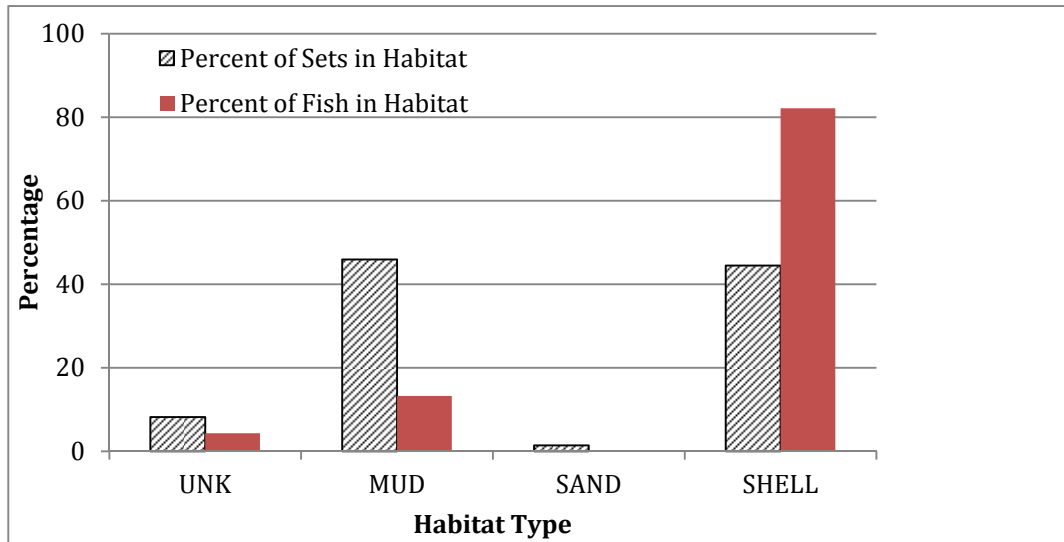 100
80
60
40
20
0
Percentage
Percent of Sets in Habitat
Percent of Fish in Habitat
UNK MUD SAND SHELL
Habitat Type